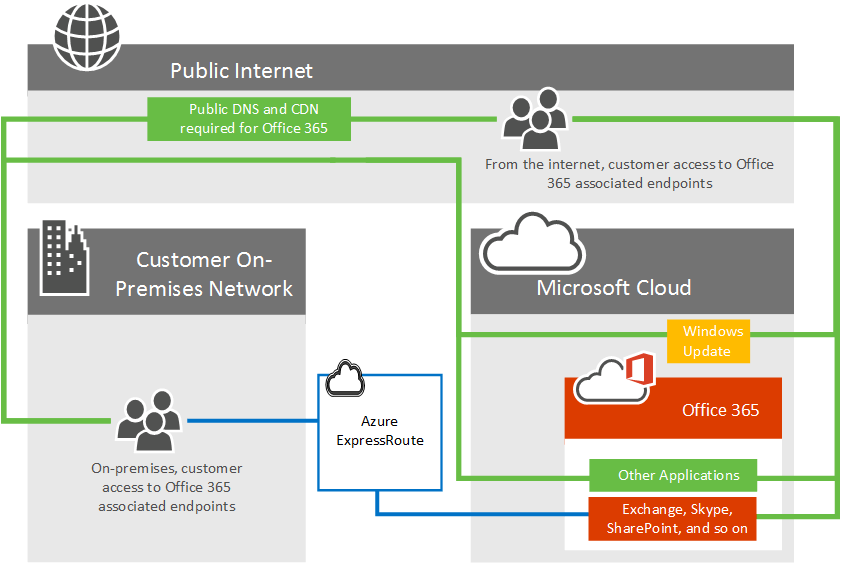 Public Internet
Public DNS and CDN
required for Office 365
From the internet, customer access to Office
365 associated endpoints
Customer On-
Premises Network
Microsoft Cloud
Windows
Update
Office 365
Azure
ExpressRoute
On-premises, customer
access to Office 365
associated endpoints
Other Applications
Exchange, Skype,
SharePoint, and so on